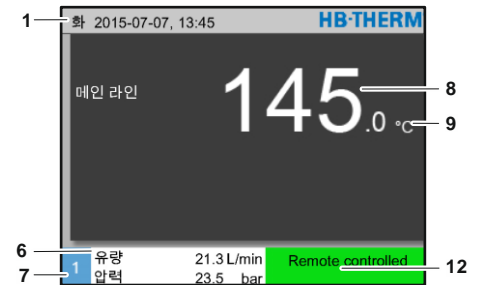 1 화 2015-07-07, 13:45 HB-THERM
메인 라인 145.0 °C 8
9
6 유량 21.3 L/min Remote controlled 12
7 1 압력 23.5 bar